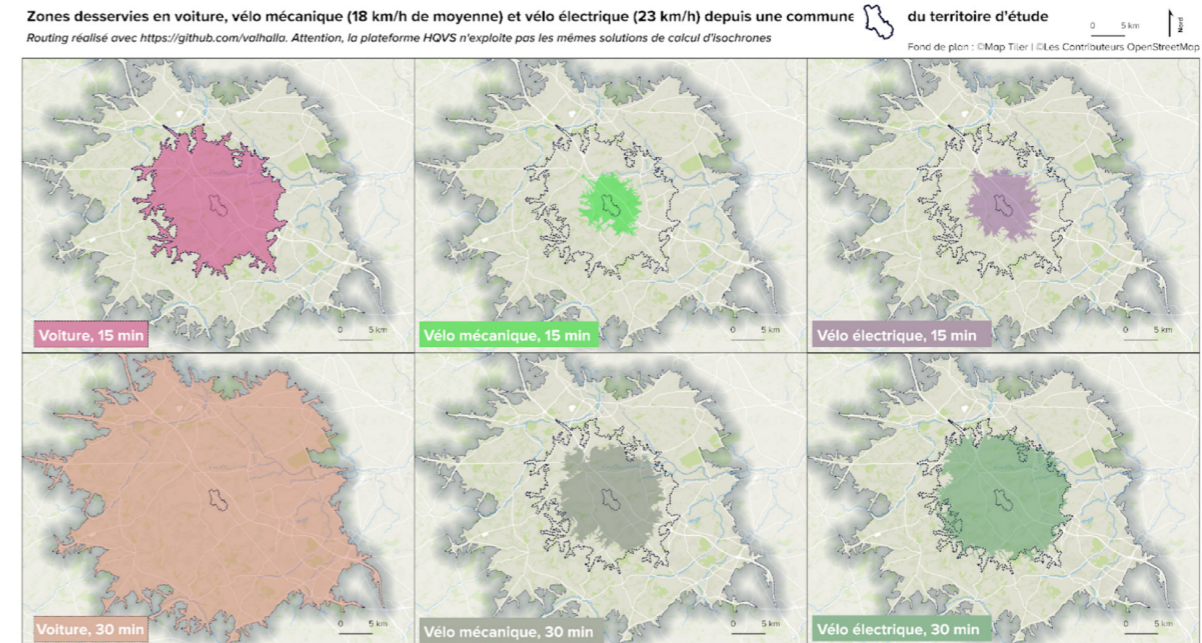 Zones desservies en voiture, vélo mécanique (18 km/h de moyenne) et vélo électrique (23 km/h) depuis une commune du territoire d'étude
0 5 km
Nord
Routing réalisé avec https://github.com/valhalla. Attention, la plateforme HQVS n'exploite pas les mêmes solutions de calcul d'isochrones
Fond de plan : ©Map Tiler | ©Les Contributeurs OpenStreetMap
Voiture, 15 min
0 5 km
Vélo mécanique, 15 min
0 5 km
Vélo électrique, 15 min
0 5 km
Voiture, 30 min
0 5 km
Vélo mécanique, 30 min
0 5 km
Vélo électrique, 30 min
0 5 km